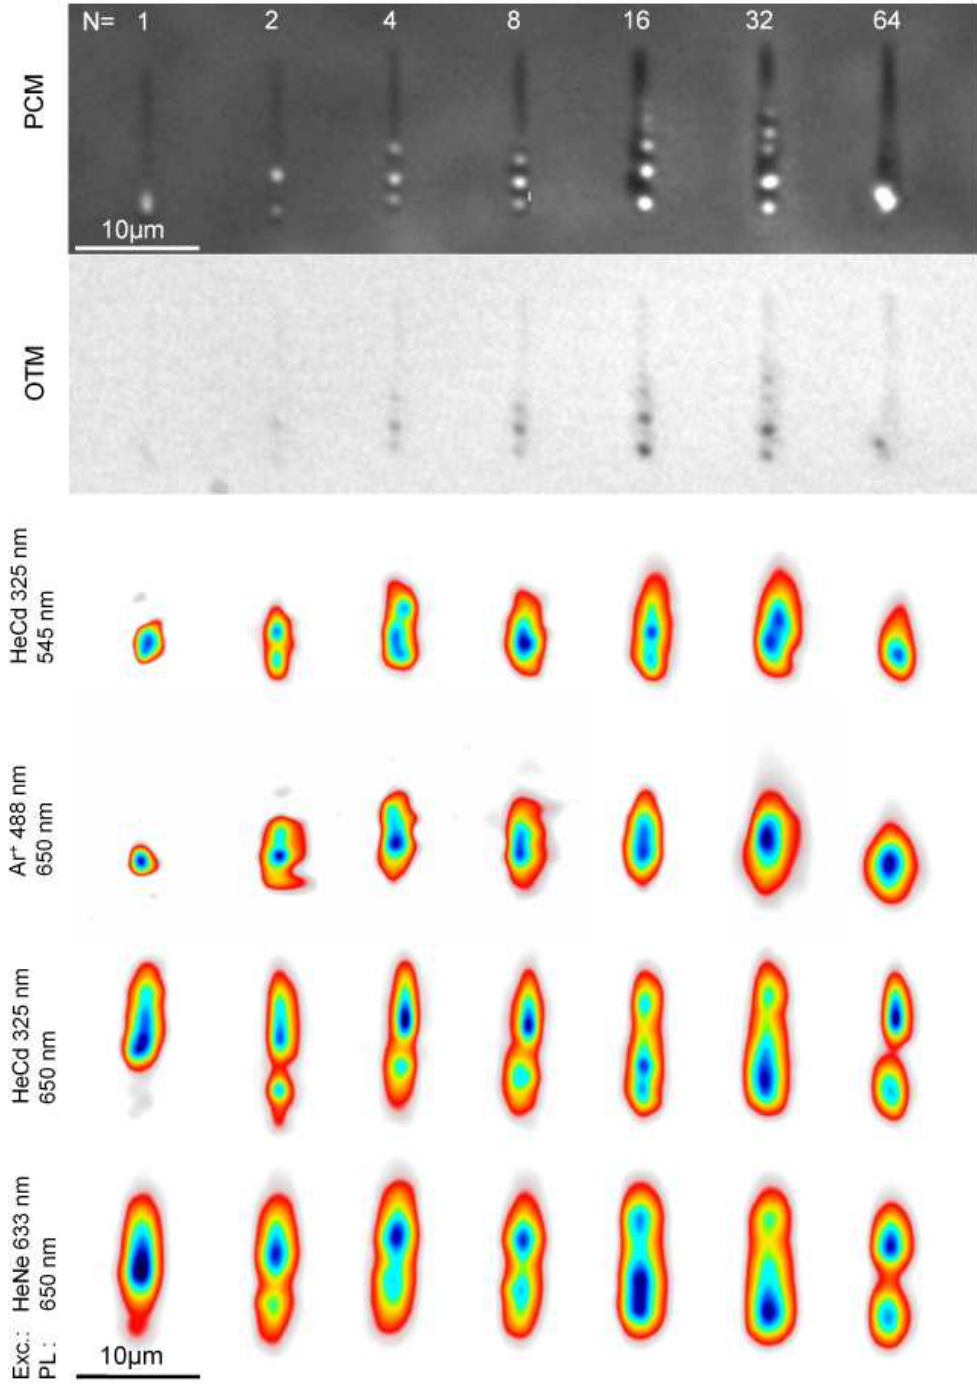 N= 1 2 4 8 16 32 64
PCM
10µm
OTM
HeCd 325 nm
545 nm
Ar⁺ 488 nm
650 nm
HeCd 325 nm
650 nm
Exc.: HeNe 633 nm
PL : 650 nm
10µm